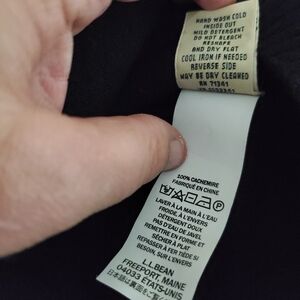 HAND WASH COLD
INSIDE OUT
MILD DETERGENT
DO NOT BLEACH
RESHAPE
AND DRY FLAT
COOL IRON IF NEEDED
REVERSE SIDE
MAY BE DRY CLEANED
RN 71341
100% CACHEMIRE
FABRIQUÉ EN CHINE
LAVER À LA MAIN À L'EAU
FROIDE, À L'ENVERS
DÉTERGENT DOUX
PAS D'EAU DE JAVEL
REMETTRE EN FORME ET
SÉCHER À PLAT
REPASSER À FER TIÈDE SI
BESOIN, SUR L'ENVERS
L.L.BEAN
FREEPORT, MAINE
04033 ÉTATS-UNIS